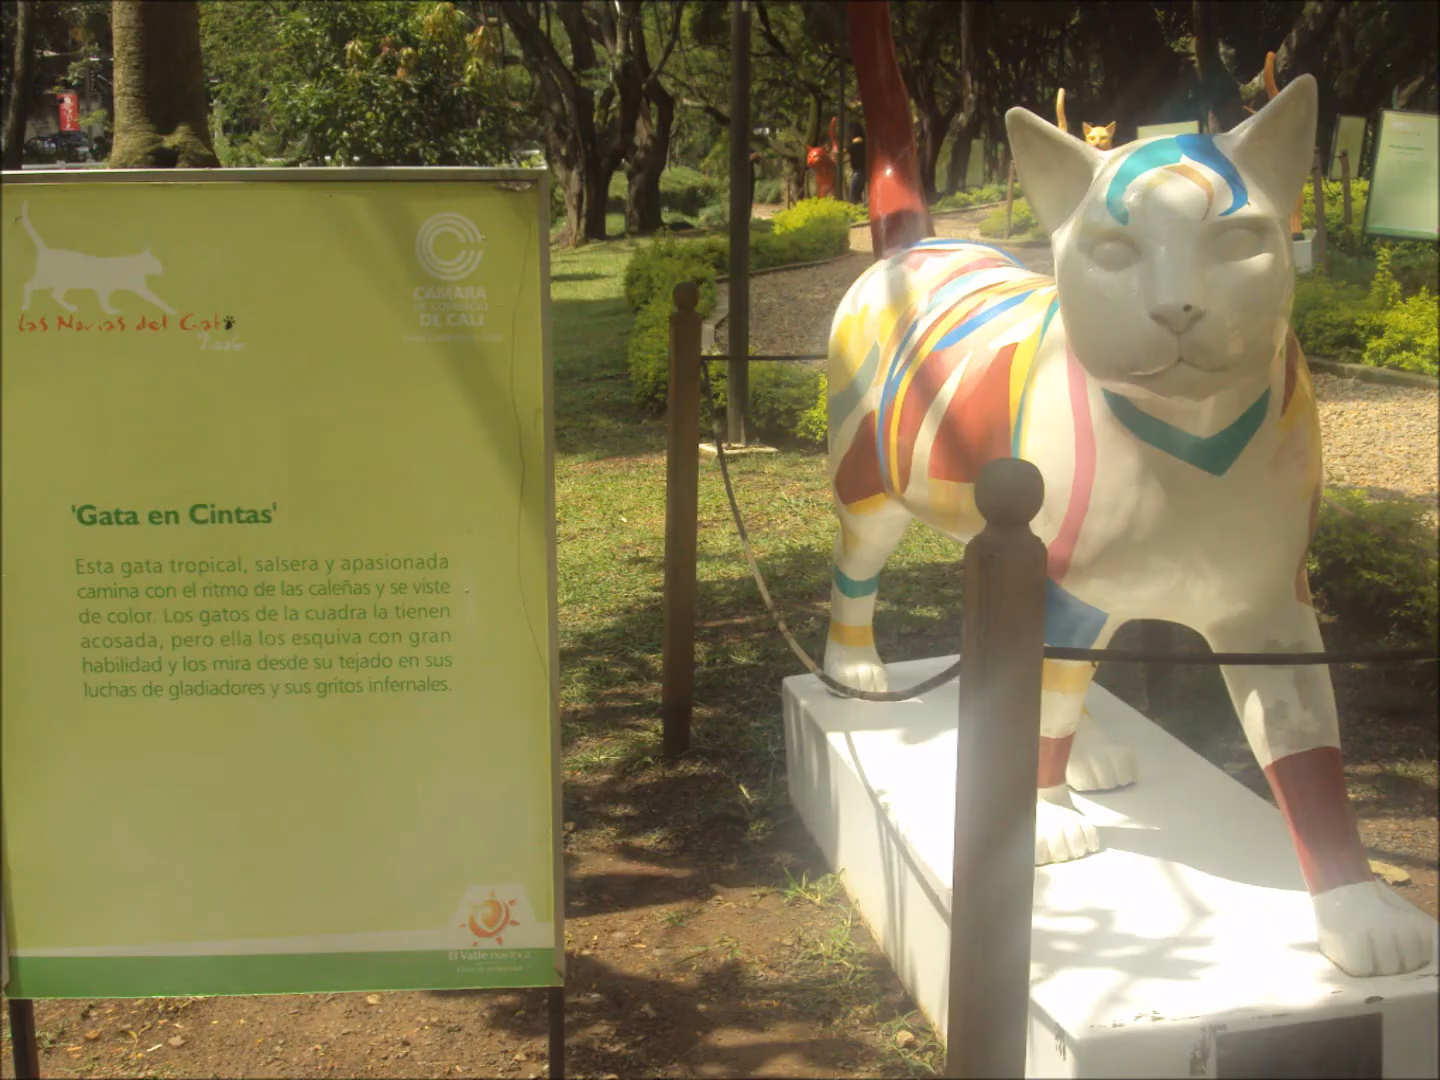 Las Novias del Gato
CAMARA
DE COMERCIO
DE CALI
'Gata en Cintas'
Esta gata tropical, salsera y apasionada
camina con el ritmo de las caleñas y se viste
de color. Los gatos de la cuadra la tienen
acosada, pero ella los esquiva con gran
habilidad y los mira desde su tejado en sus
luchas de gladiadores y sus gritos infernales.
El Valle